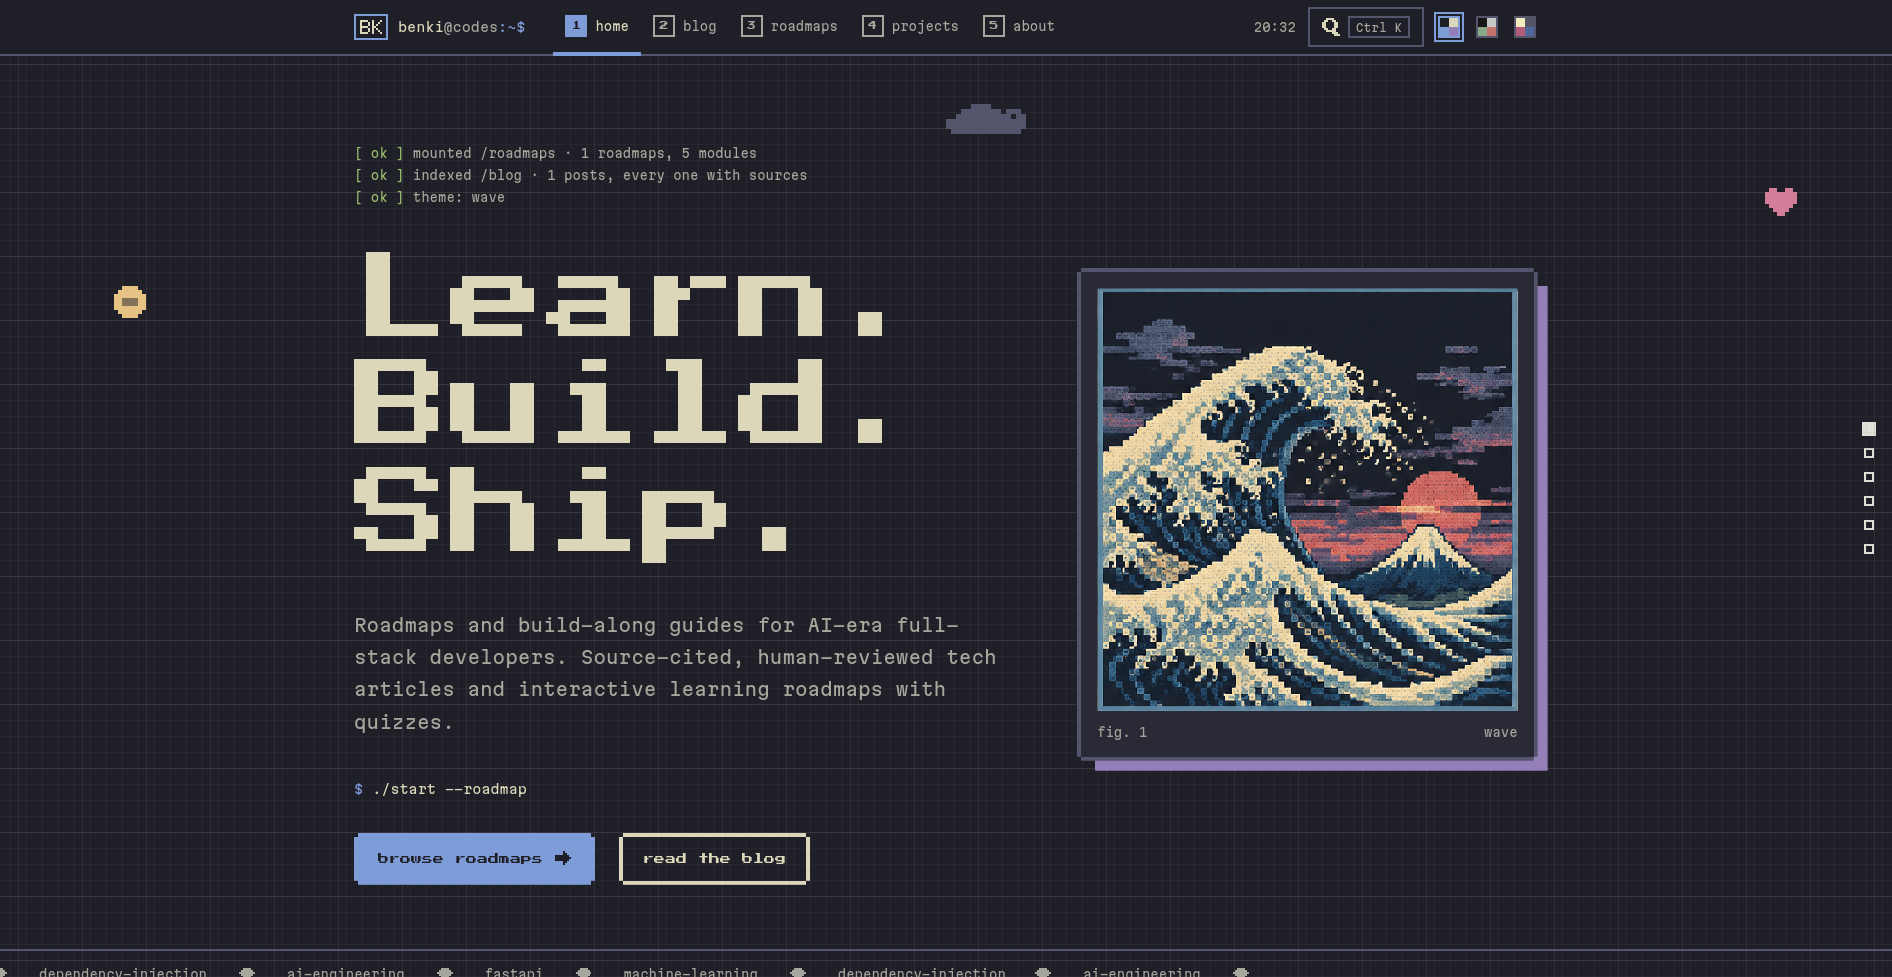 BK benki@codes:~$ 1 home 2 blog 3 roadmaps 4 projects 5 about 20:32 Ctrl K
[ ok ] mounted /roadmaps · 1 roadmaps, 5 modules
[ ok ] indexed /blog · 1 posts, every one with sources
[ ok ] theme: wave
Learn.
Build.
Ship.
Roadmaps and build-along guides for AI-era full-
stack developers. Source-cited, human-reviewed tech
articles and interactive learning roadmaps with
quizzes.
$ ./start --roadmap
browse roadmaps read the blog
fig. 1 wave
dependency-injection ai-engineering fastapi machine-learning dependency-injection ai-engineering